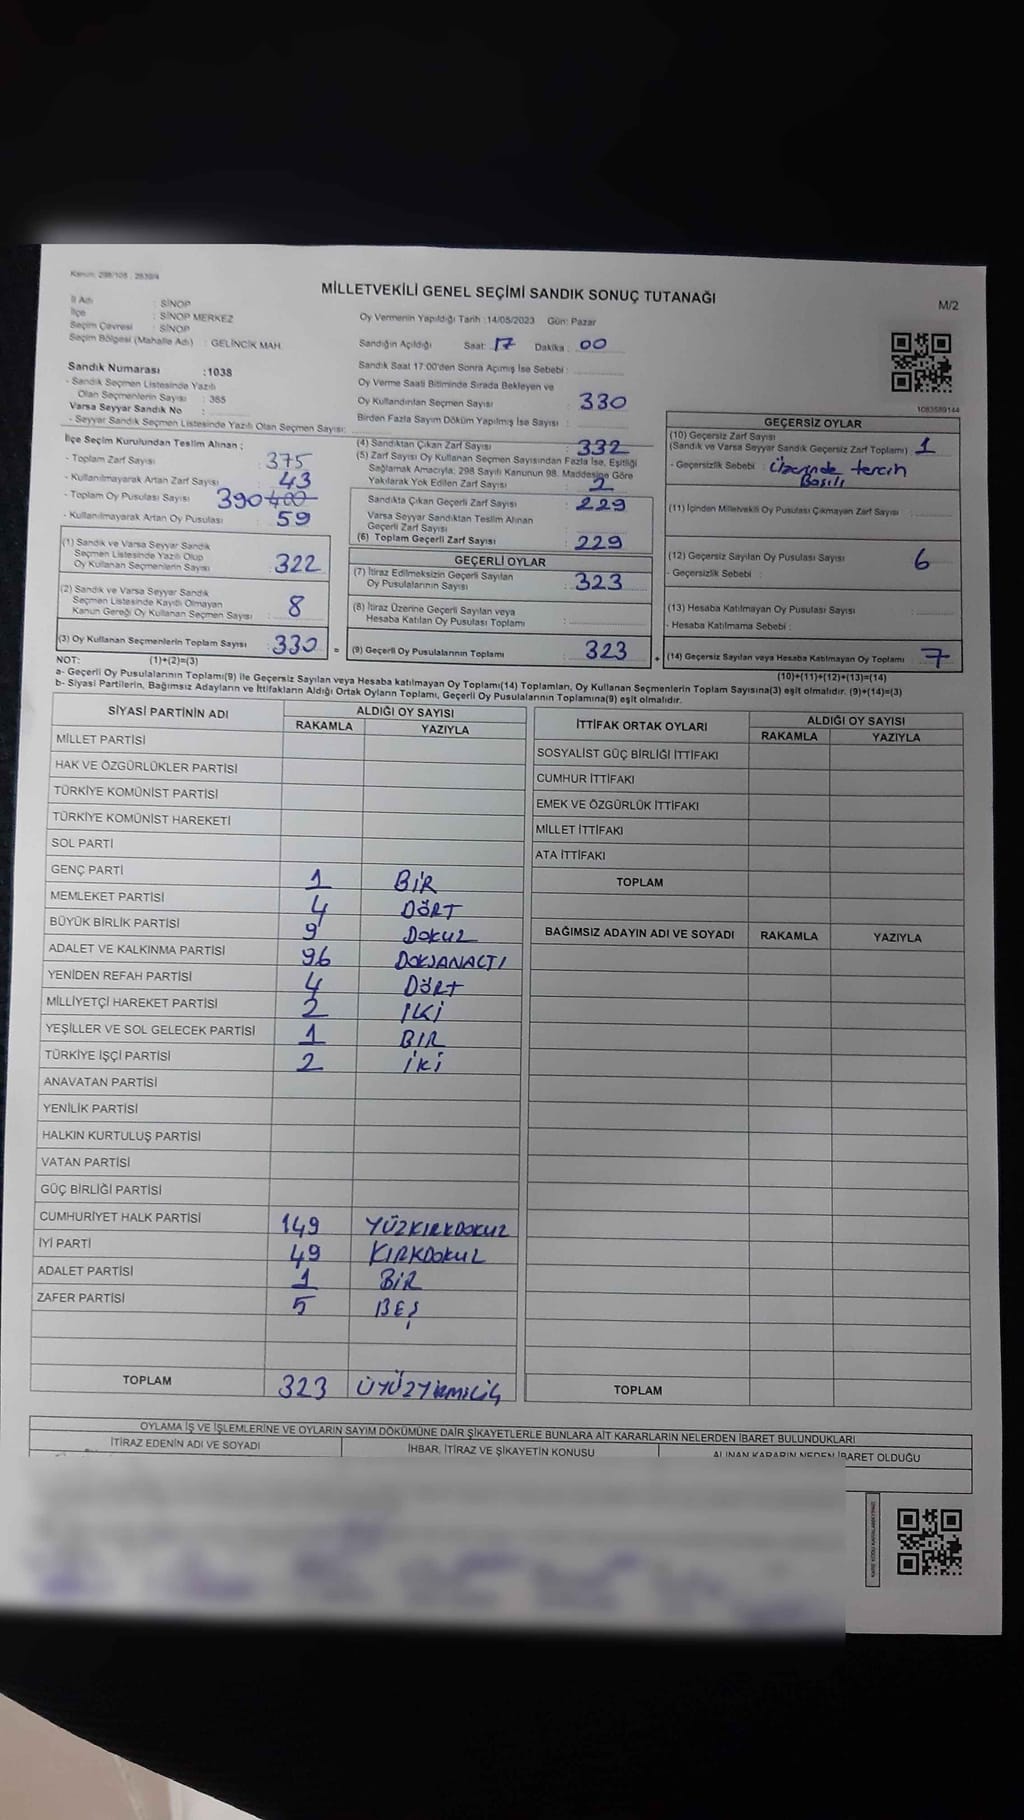 Kanun: 298/105 - 2839/4
MİLLETVEKİLİ GENEL SEÇİMİ SANDIK SONUÇ TUTANAĞI
M/2
İl Adı : SİNOP
İlçe : SİNOP MERKEZ
Seçim Çevresi : SİNOP
Seçim Bölgesi (Mahalle Adı) : GELİNCİK MAH.
Oy Vermenin Yapıldığı Tarih :14/05/2023 Gün: Pazar
Sandığın Açıldığı Saat: 17 Dakika : 00
Sandık Numarası :1038
- Sandık Seçmen Listesinde Yazılı
Olan Seçmenlerin Sayısı : 365
Varsa Seyyar Sandık No :
- Seyyar Sandık Seçmen Listesinde Yazılı Olan Seçmen Sayısı:
Sandık Saat 17:00'den Sonra Açımış İse Sebebi :
Oy Verme Saati Bitiminde Sırada Bekleyen ve
Oy Kullandırılan Seçmen Sayısı : 330
Birden Fazla Sayım Döküm Yapılmış İse Sayısı :
1083589144
İlçe Seçim Kurulundan Teslim Alınan ;
- Toplam Zarf Sayısı : 375
- Kullanılmayarak Artan Zarf Sayısı : 43
- Toplam Oy Pusulası Sayısı : 390 400
- Kullanılmayarak Artan Oy Pusulası : 59
(1) Sandık ve Varsa Seyyar Sandık
Seçmen Listesinde Yazılı Olup
Oy Kullanan Seçmenlerin Sayısı : 322
(2) Sandık ve Varsa Seyyar Sandık
Seçmen Listesinde Kayıtlı Olmayan
Kanun Gereği Oy Kullanan Seçmen Sayısı : 8
(3) Oy Kullanan Seçmenlerin Toplam Sayısı : 330 =
(4) Sandıktan Çıkan Zarf Sayısı : 332
(5) Zarf Sayısı Oy Kullanan Seçmen Sayısından Fazla İse, Eşitliği
Sağlamak Amacıyla; 298 Sayılı Kanunun 98. Maddesine Göre
Yakılarak Yok Edilen Zarf Sayısı : 2
Sandıkta Çıkan Geçerli Zarf Sayısı : 229
Varsa Seyyar Sandıktan Teslim Alınan
Geçerli Zarf Sayısı :
(6) Toplam Geçerli Zarf Sayısı : 229
GEÇERLİ OYLAR
(7) İtiraz Edilmeksizin Geçerli Sayılan
Oy Pusulalarının Sayısı : 323
(8) İtiraz Üzerine Geçerli Sayılan veya
Hesaba Katılan Oy Pusulası Toplamı :
(9) Geçerli Oy Pusulalarının Toplamı : 323 +
GEÇERSİZ OYLAR
(10) Geçersiz Zarf Sayısı
(Sandık ve Varsa Seyyar Sandık Geçersiz Zarf Toplamı) : 1
- Geçersizlik Sebebi : Üzerinde tercih
Basılı
(11) İçinden Milletvekili Oy Pusulası Çıkmayan Zarf Sayısı :
(12) Geçersiz Sayılan Oy Pusulası Sayısı : 6
- Geçersizlik Sebebi :
(13) Hesaba Katılmayan Oy Pusulası Sayısı :
- Hesaba Katılmama Sebebi :
(14) Geçersiz Sayılan veya Hesaba Katılmayan Oy Toplamı : 7
NOT: (1)+(2)=(3)
(10)+(11)+(12)+(13)=(14)
a- Geçerli Oy Pusulalarının Toplamı(9) ile Geçersiz Sayılan veya Hesaba katılmayan Oy Toplamı(14) Toplamları, Oy Kullanan Seçmenlerin Toplam Sayısına(3) eşit olmalıdır. (9)+(14)=(3)
b- Siyasi Partilerin, Bağımsız Adayların ve İttifakların Aldığı Ortak Oyların Toplamı, Geçerli Oy Pusulalarının Toplamına(9) eşit olmalıdır.
SİYASİ PARTİNİN ADI ALDIĞI OY SAYISI
RAKAMLA YAZIYLA
MİLLET PARTİSİ
HAK VE ÖZGÜRLÜKLER PARTİSİ
TÜRKİYE KOMÜNİST PARTİSİ
TÜRKİYE KOMÜNİST HAREKETİ
SOL PARTİ
GENÇ PARTİ 1 BİR
MEMLEKET PARTİSİ 4 DÖRT
BÜYÜK BİRLİK PARTİSİ 9 DOKUZ
ADALET VE KALKINMA PARTİSİ 96 DOKSANALTI
YENİDEN REFAH PARTİSİ 4 DÖRT
MİLLİYETÇİ HAREKET PARTİSİ 2 İKİ
YEŞİLLER VE SOL GELECEK PARTİSİ 1 BIR
TÜRKİYE İŞÇİ PARTİSİ 2 İKİ
ANAVATAN PARTİSİ
YENİLİK PARTİSİ
HALKIN KURTULUŞ PARTİSİ
VATAN PARTİSİ
GÜÇ BİRLİĞİ PARTİSİ
CUMHURİYET HALK PARTİSİ 149 YÜZKIRKDOKUZ
İYİ PARTİ 49 KIRKDOKUZ
ADALET PARTİSİ 1 BİR
ZAFER PARTİSİ 5 BEŞ
TOPLAM 323 ÜÇYÜZYİRMİÜÇ
İTTİFAK ORTAK OYLARI ALDIĞI OY SAYISI
RAKAMLA YAZIYLA
SOSYALİST GÜÇ BİRLİĞİ İTTİFAKI
CUMHUR İTTİFAKI
EMEK VE ÖZGÜRLÜK İTTİFAKI
MİLLET İTTİFAKI
ATA İTTİFAKI
TOPLAM
BAĞIMSIZ ADAYIN ADI VE SOYADI RAKAMLA YAZIYLA
TOPLAM
OYLAMA İŞ VE İŞLEMLERİNE VE OYLARIN SAYIM DÖKÜMÜNE DAİR ŞİKAYETLERLE BUNLARA AİT KARARLARIN NELERDEN İBARET BULUNDUKLARI
İTİRAZ EDENİN ADI VE SOYADI İHBAR, İTİRAZ VE ŞİKAYETİN KONUSU ALINAN KARARIN NEDEN İBARET OLDUĞU